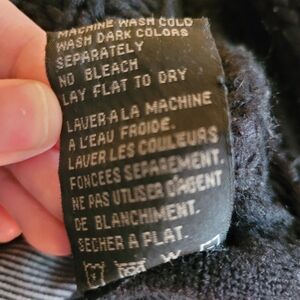 MACHINE WASH COLD
WASH DARK COLORS
SEPARATELY
NO BLEACH
LAY FLAT TO DRY
LAVER A LA MACHINE
A L'EAU FROIDE.
LAVER LES COULEURS
FONCEES SEPAREMENT.
NE PAS UTLISER D'AGENT
DE BLANCHIMENT.
SECHER A PLAT.